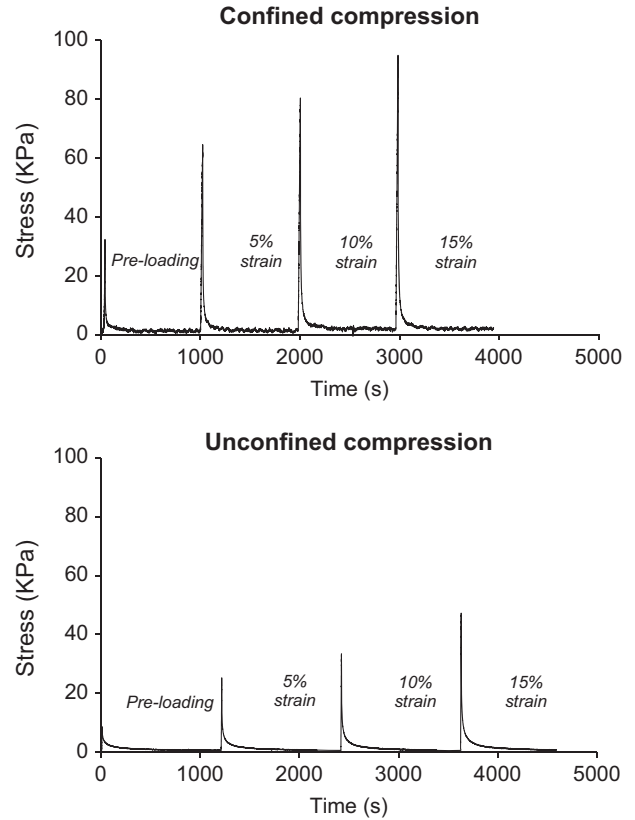 Confined compression
100
80
60
40
20
0
Stress (KPa)
Pre-loading
5%
strain
10%
strain
15%
strain
0 1000 2000 3000 4000 5000
Time (s)
Unconfined compression
100
80
60
40
20
0
Stress (KPa)
Pre-loading
5%
strain
10%
strain
15%
strain
0 1000 2000 3000 4000 5000
Time (s)